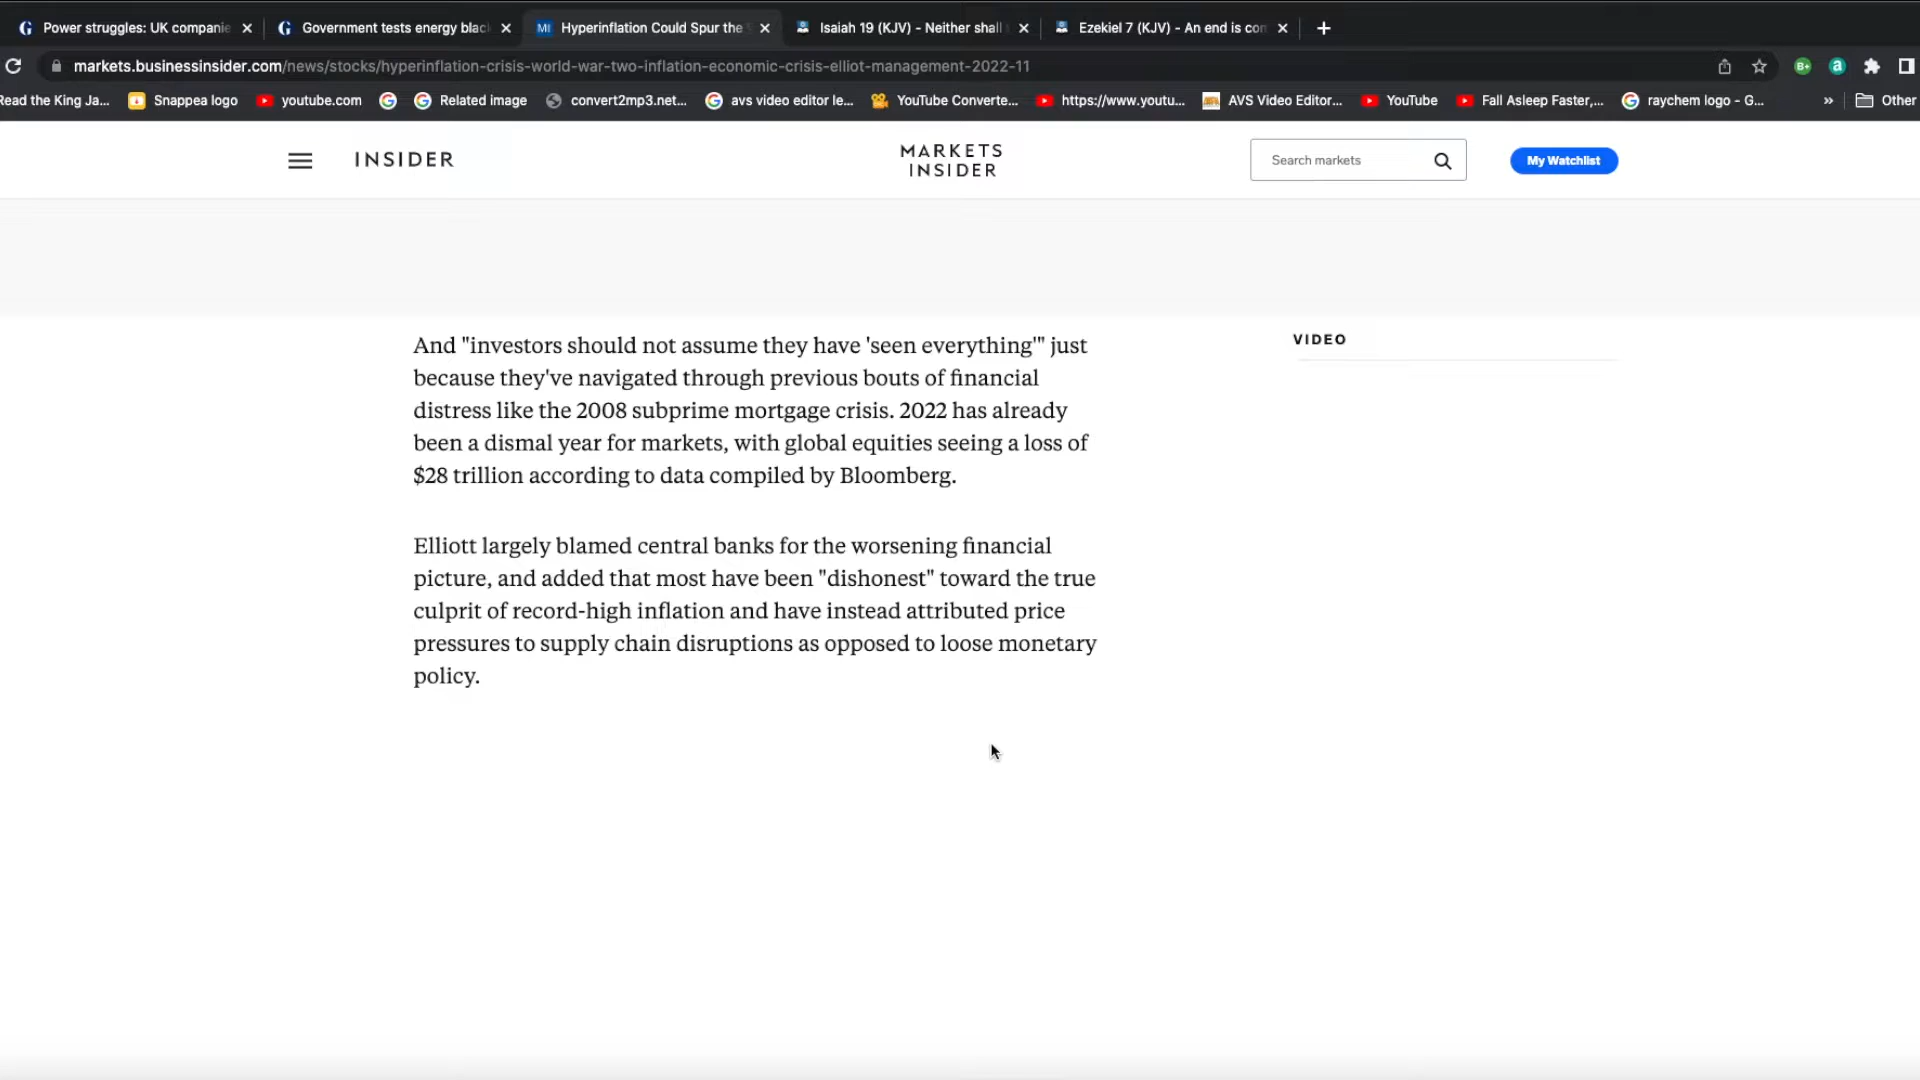 Power struggles: UK companie
Government tests energy blac
MI Hyperinflation Could Spur the
Isaiah 19 (KJV) - Neither shall
Ezekiel 7 (KJV) - An end is con
markets.businessinsider.com/news/stocks/hyperinflation-crisis-world-war-two-inflation-economic-crisis-elliot-management-2022-11
Read the King Ja... Snappea logo youtube.com Related image convert2mp3.net... avs video editor le... YouTube Converte... https://www.youtu... AVS Video Editor... YouTube Fall Asleep Faster,... raychem logo - G... » Other
INSIDER
MARKETS
INSIDER
Search markets
My Watchlist
And "investors should not assume they have 'seen everything'" just
because they've navigated through previous bouts of financial
distress like the 2008 subprime mortgage crisis. 2022 has already
been a dismal year for markets, with global equities seeing a loss of
$28 trillion according to data compiled by Bloomberg.
Elliott largely blamed central banks for the worsening financial
picture, and added that most have been "dishonest" toward the true
culprit of record-high inflation and have instead attributed price
pressures to supply chain disruptions as opposed to loose monetary
policy.
VIDEO